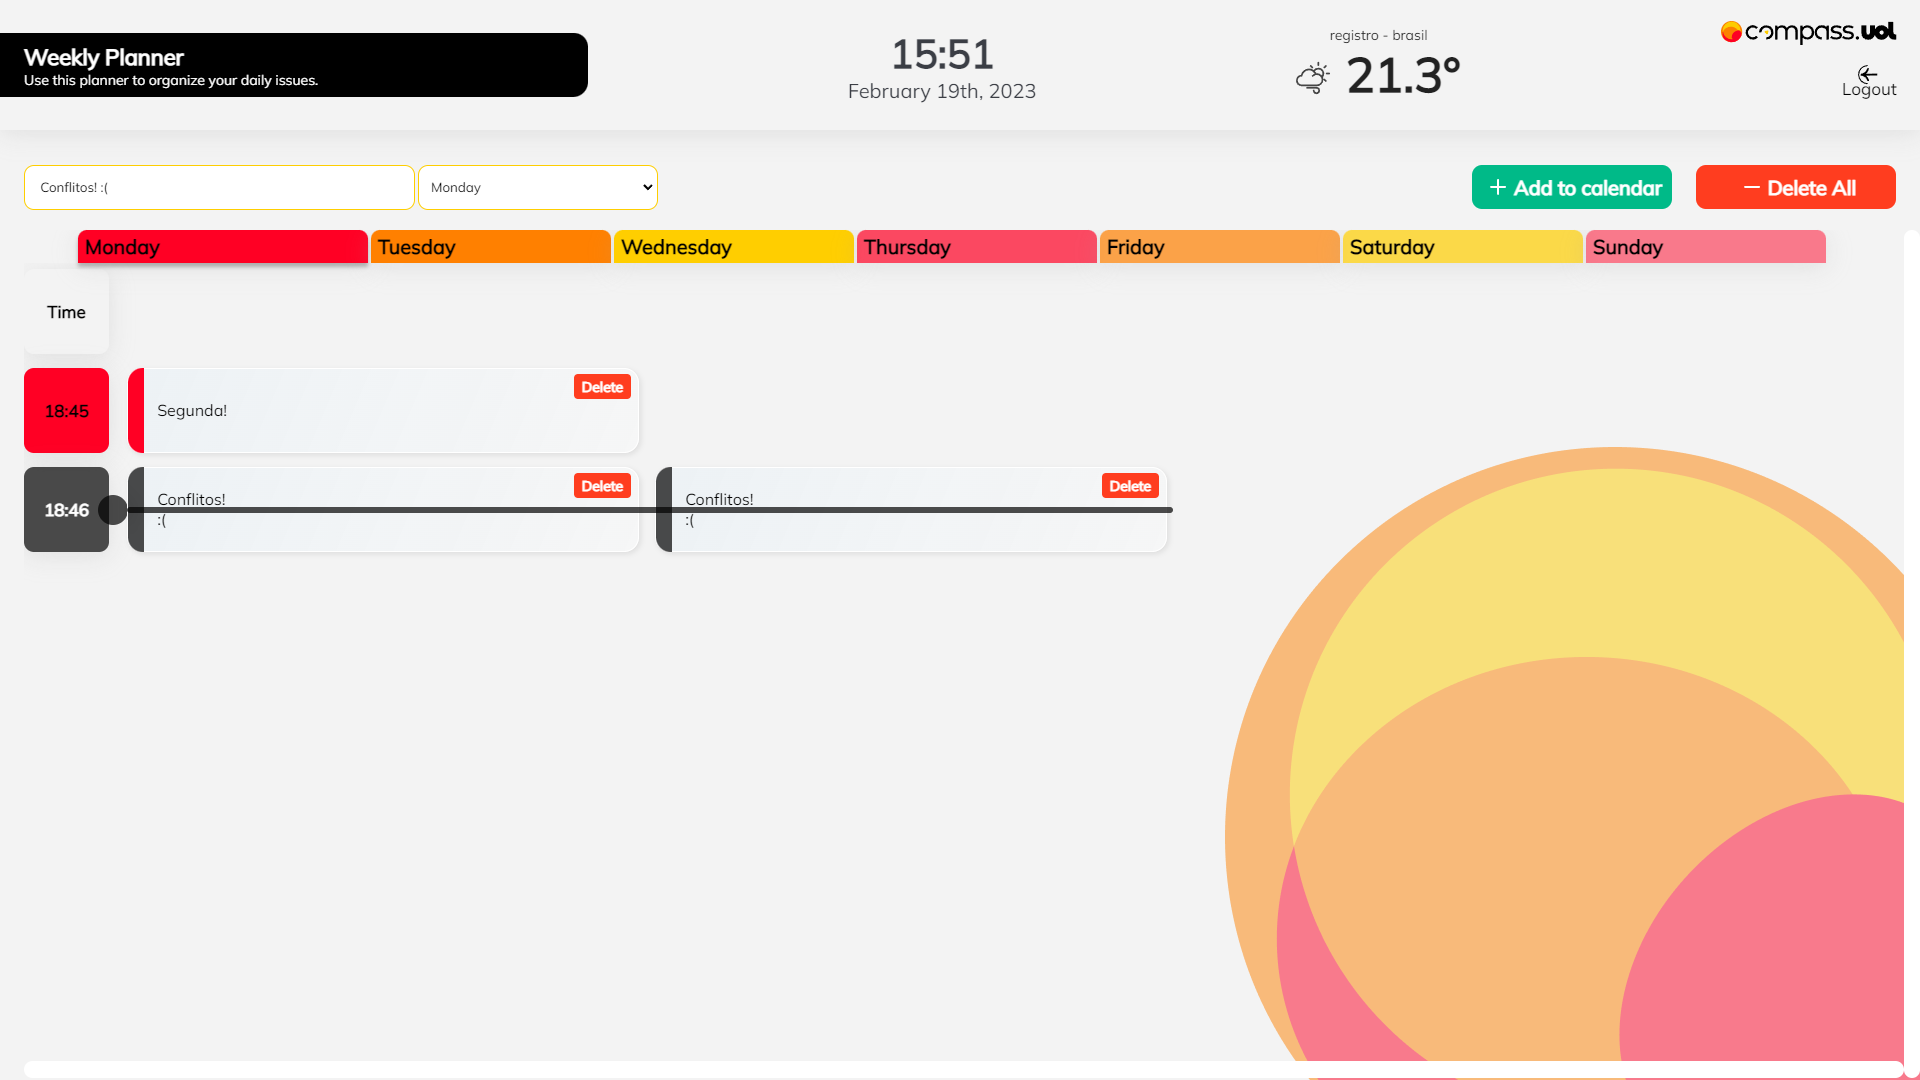 Weekly Planner
Use this planner to organize your daily issues.
15:51
February 19th, 2023
registro - brasil
21.3°
compass.uol
Logout
Conflitos! :(
Monday
+ Add to calendar
— Delete All
Monday
Tuesday
Wednesday
Thursday
Friday
Saturday
Sunday
Time
18:45
Segunda!
Delete
18:46
Conflitos!
:(
Delete
Conflitos!
:(
Delete